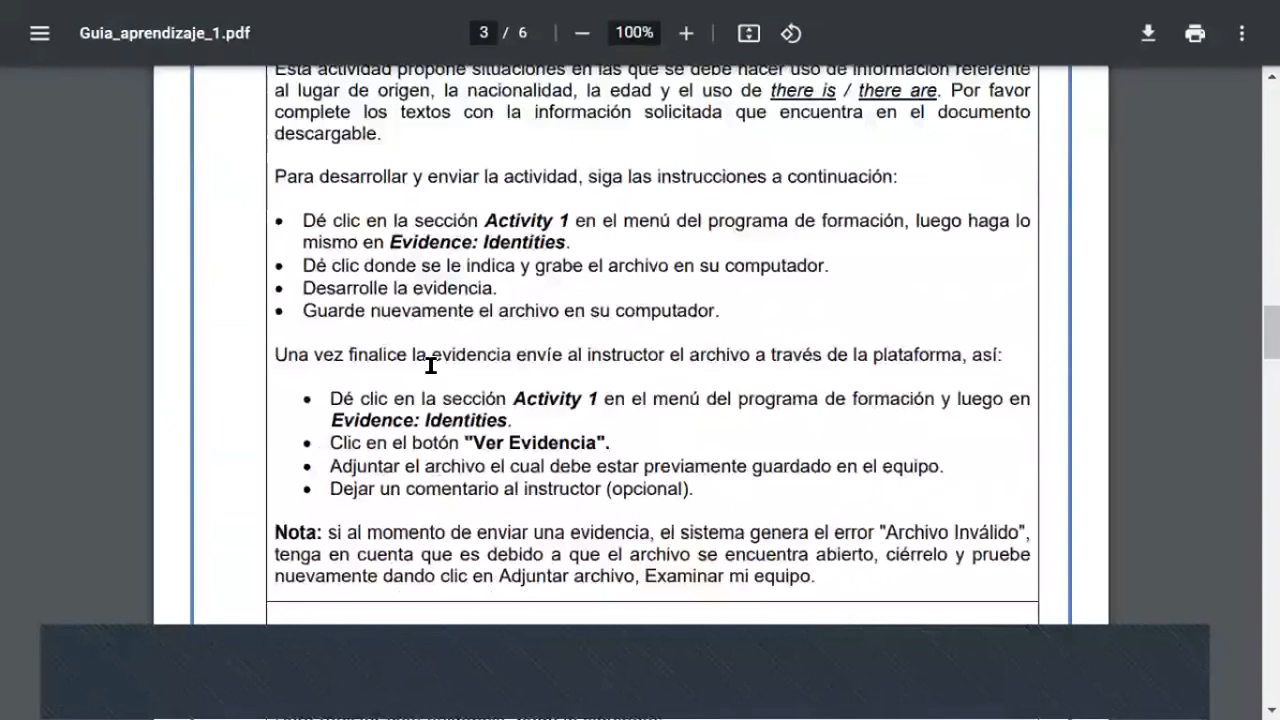 Guia_aprendizaje_1.pdf
3 / 6
100%
Esta actividad propone situaciones en las que se debe hacer uso de información referente
al lugar de origen, la nacionalidad, la edad y el uso de there is / there are. Por favor
complete los textos con la información solicitada que encuentra en el documento
descargable.
Para desarrollar y enviar la actividad, siga las instrucciones a continuación:
• Dé clic en la sección Activity 1 en el menú del programa de formación, luego haga lo
mismo en Evidence: Identities.
• Dé clic donde se le indica y grabe el archivo en su computador.
• Desarrolle la evidencia.
• Guarde nuevamente el archivo en su computador.
Una vez finalice la evidencia envíe al instructor el archivo a través de la plataforma, así:
• Dé clic en la sección Activity 1 en el menú del programa de formación y luego en
Evidence: Identities.
• Clic en el botón "Ver Evidencia".
• Adjuntar el archivo el cual debe estar previamente guardado en el equipo.
• Dejar un comentario al instructor (opcional).
Nota: si al momento de enviar una evidencia, el sistema genera el error "Archivo Inválido",
tenga en cuenta que es debido a que el archivo se encuentra abierto, ciérrelo y pruebe
nuevamente dando clic en Adjuntar archivo, Examinar mi equipo.